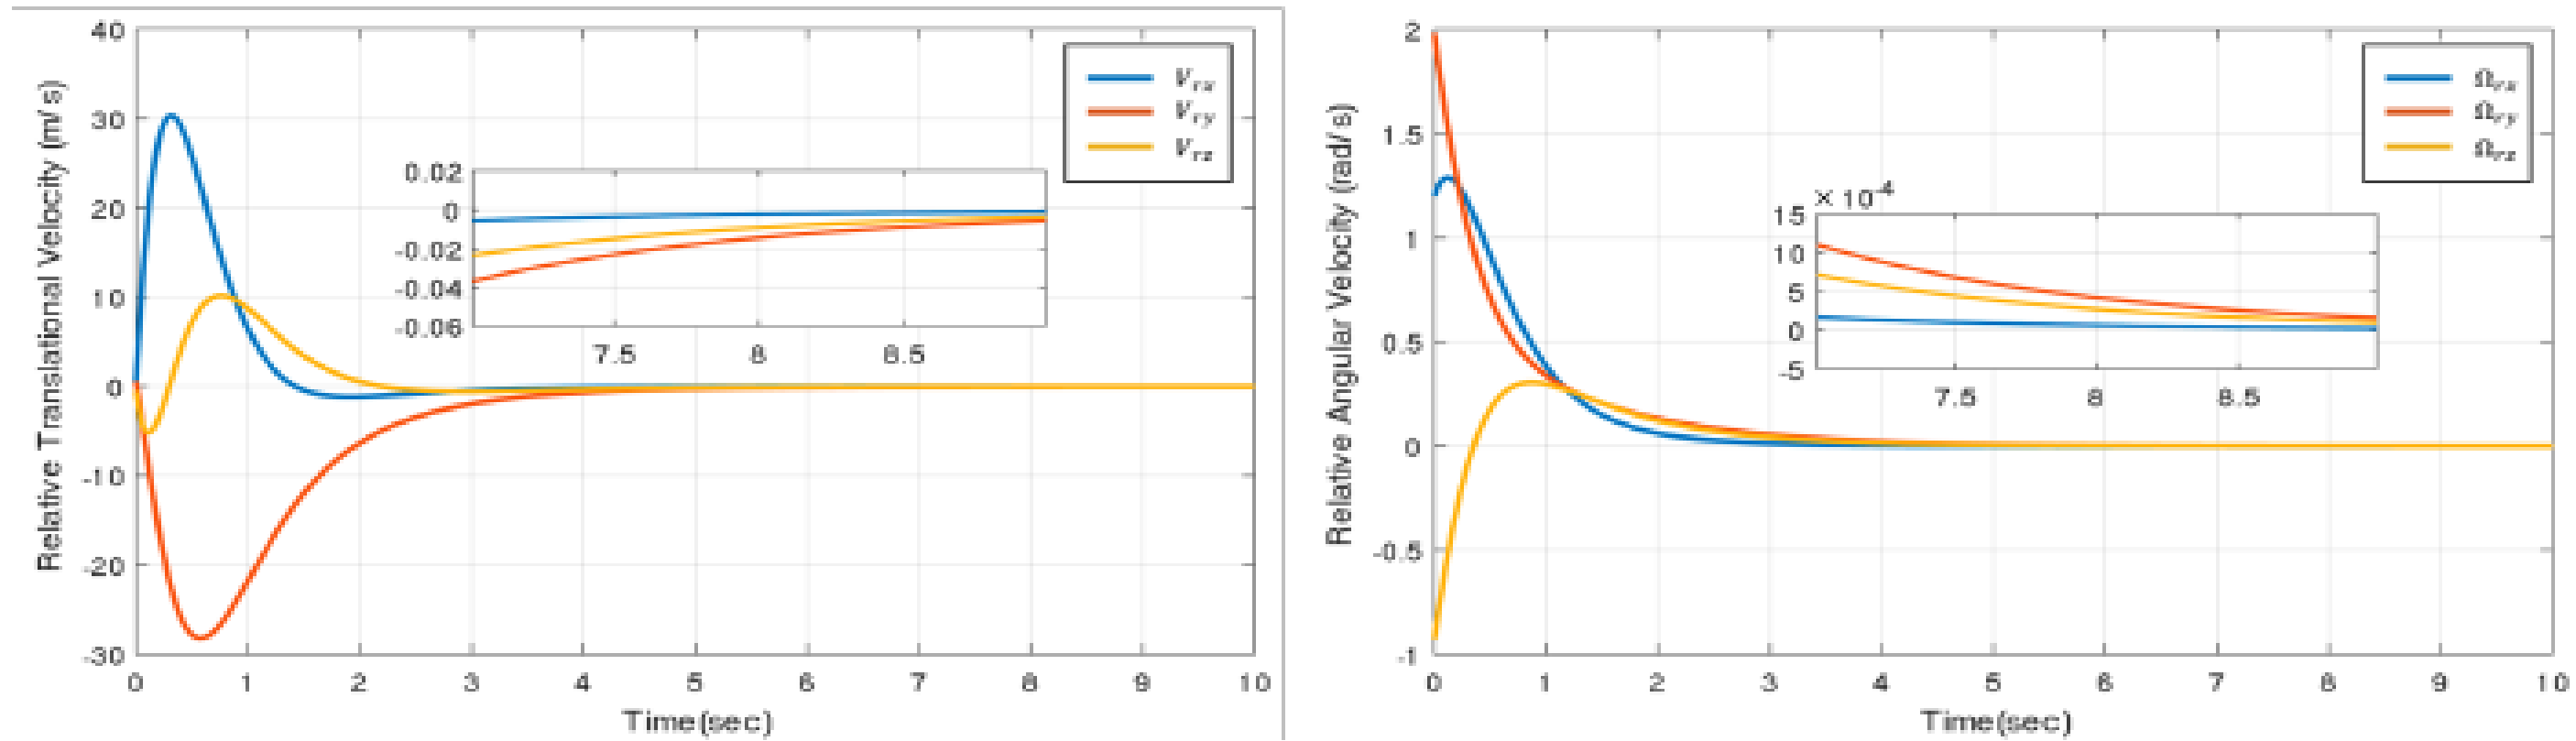 40
30
20
10
0
-10
-20
-30
Relative Translational Velocity (m/s)
0 1 2 3 4 5 6 7 8 9 10
Time(sec)
V_rx
V_ry
V_rz
0.02
0
-0.02
-0.04
-0.06
7.5 8 8.5
2
1.5
1
0.5
0
-0.5
-1
Relative Angular Velocity (rad/s)
0 1 2 3 4 5 6 7 8 9 10
Time(sec)
Ω_rx
Ω_ry
Ω_rz
× 10^-4
15
10
5
0
-5
7.5 8 8.5